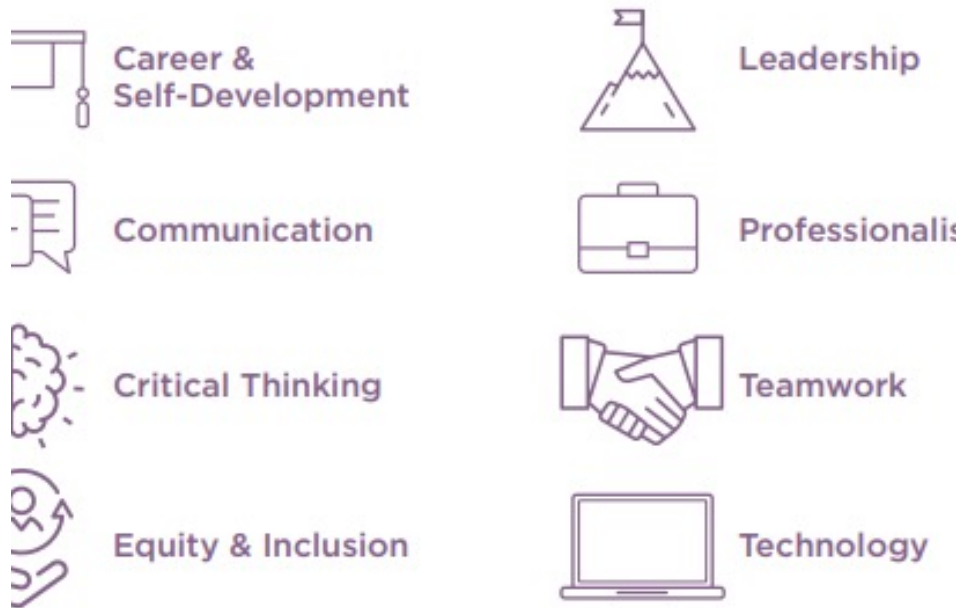 Career &
Self-Development
Communication
Critical Thinking
Equity & Inclusion
Leadership
Professionalis
Teamwork
Technology